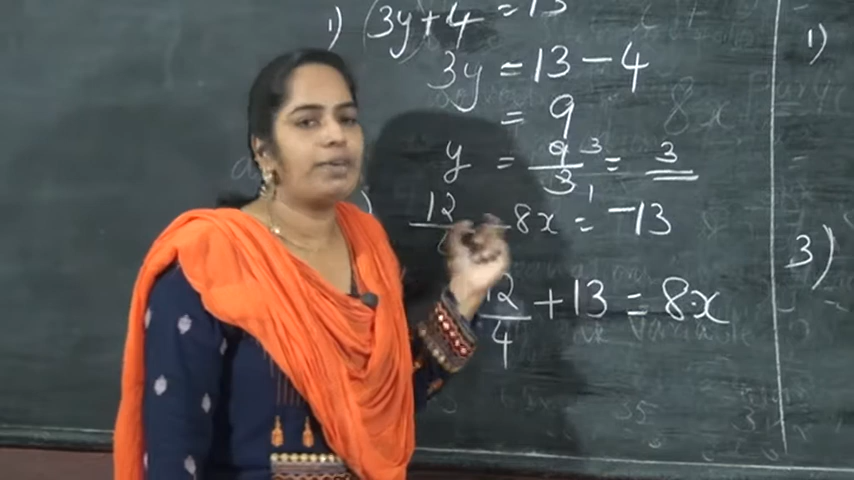 1) (3y+4 = 13
3y = 13 - 4
= 9
y = 9/3 = 3
12/4 - 8x = -13
12/4 + 13 = 8x
1)
3)